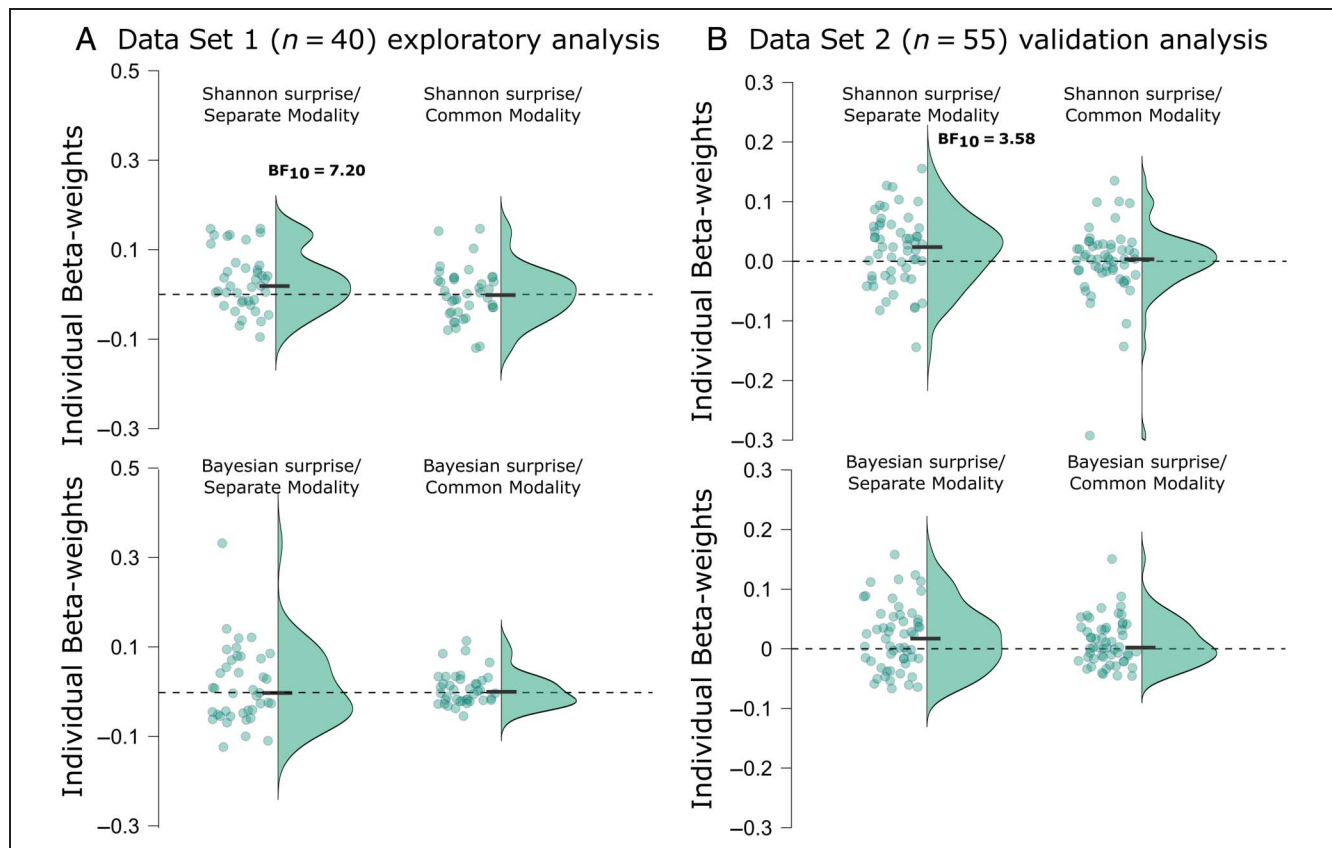 A Data Set 1 (n = 40) exploratory analysis
Individual Beta-weights
0.5
0.3
0.1
−0.1
−0.3
Shannon surprise/
Separate Modality
BF10 = 7.20
Shannon surprise/
Common Modality
Individual Beta-weights
0.5
0.3
0.1
−0.1
−0.3
Bayesian surprise/
Separate Modality
Bayesian surprise/
Common Modality
B Data Set 2 (n = 55) validation analysis
Individual Beta-weights
0.3
0.2
0.1
0.0
−0.1
−0.2
−0.3
Shannon surprise/
Separate Modality
BF10 = 3.58
Shannon surprise/
Common Modality
Individual Beta-weights
0.3
0.2
0.1
0
−0.1
−0.2
−0.3
Bayesian surprise/
Separate Modality
Bayesian surprise/
Common Modality